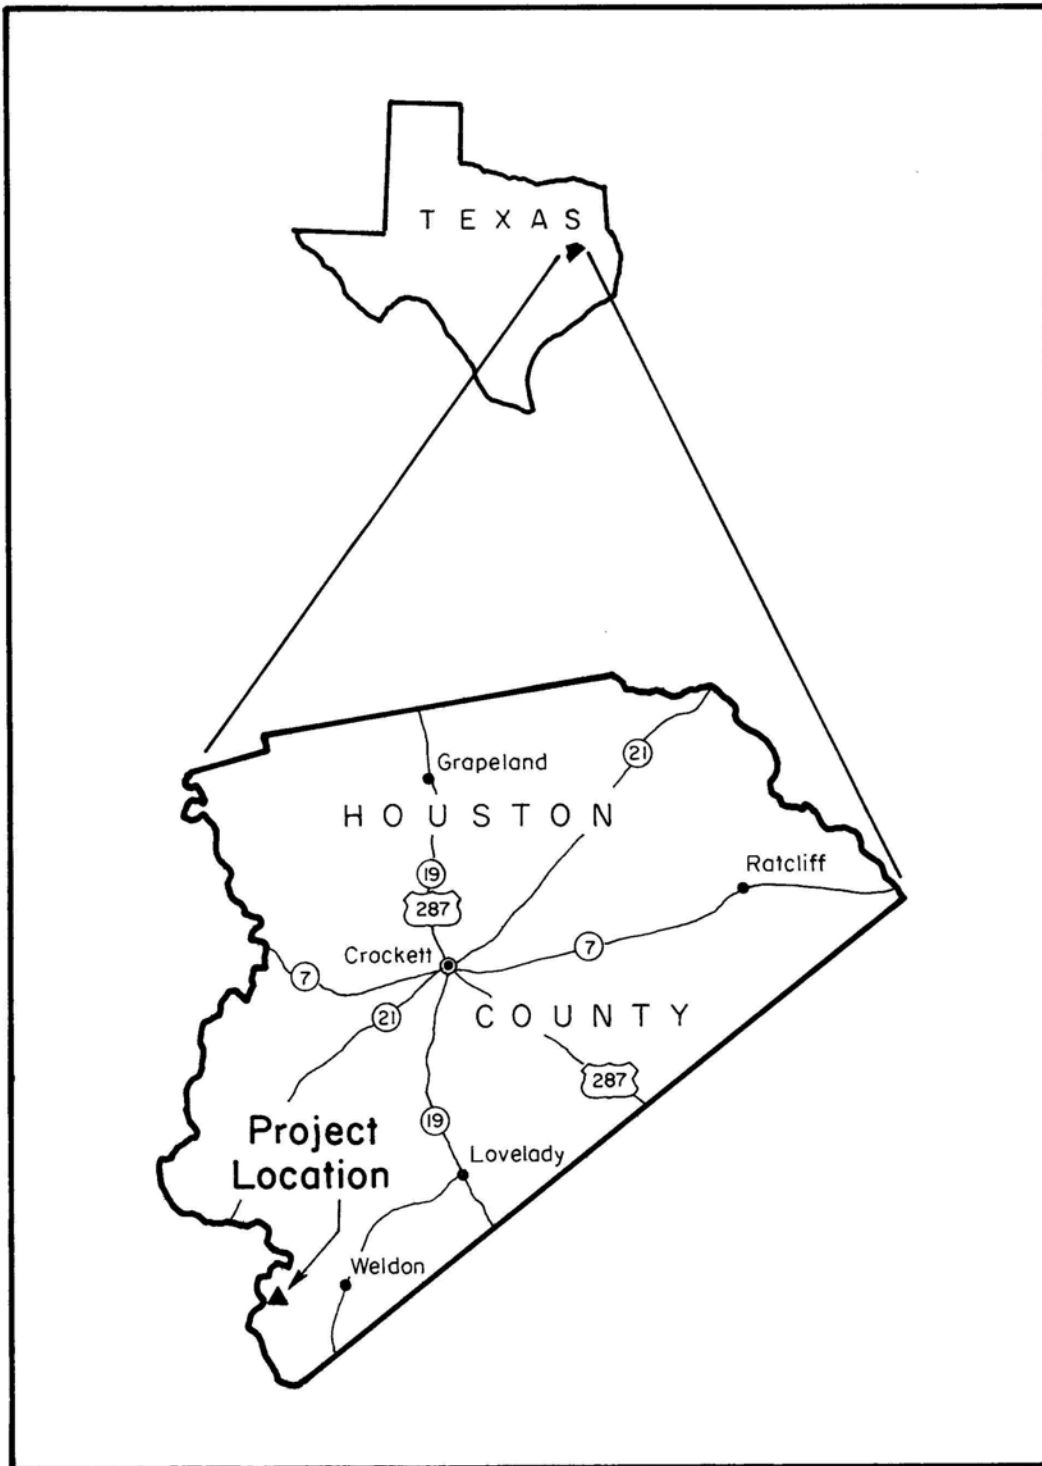 TEXAS
Grapeland
21
HOUSTON
Ratcliff
19
287
Crockett
7
7
21
COUNTY
287
19
Project
Location
Lovelady
Weldon